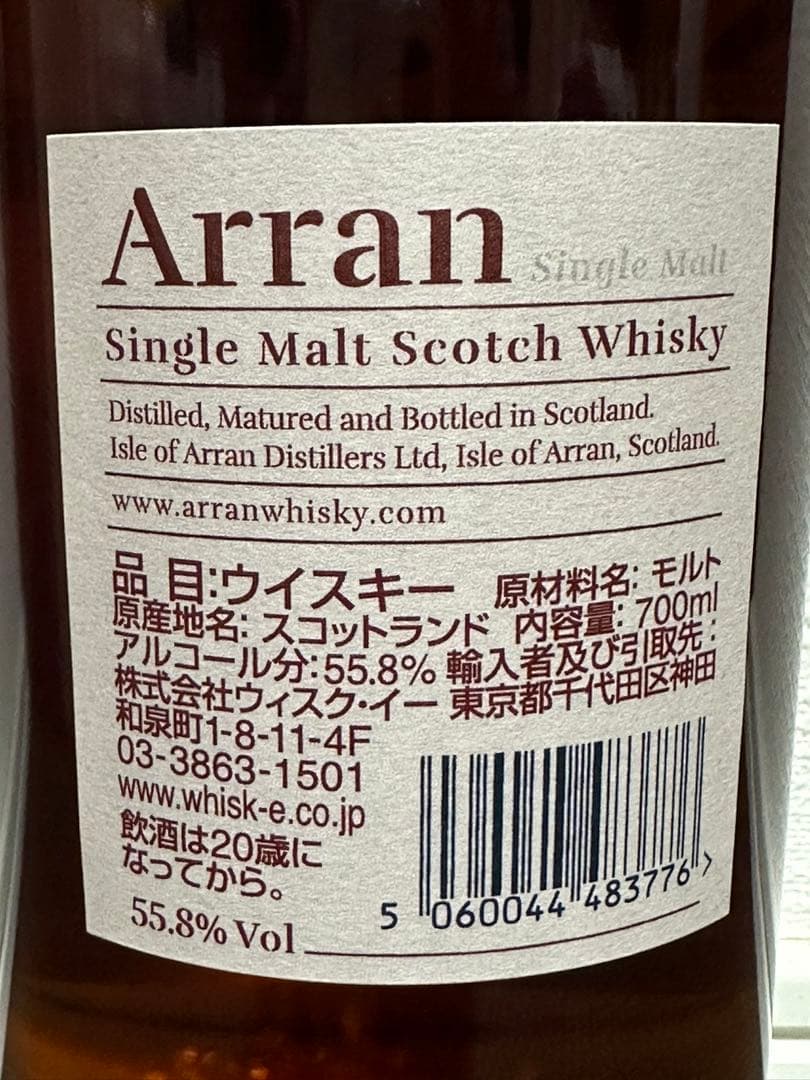 Arran Single Malt
Single Malt Scotch Whisky
Distilled, Matured and Bottled in Scotland.
Isle of Arran Distillers Ltd, Isle of Arran, Scotland.
www.arranwhisky.com
品 目:ウイスキー 原材料名: モルト
原産地名: スコットランド 内容量: 700ml
アルコール分:55.8% 輸入者及び引取先:
株式会社ウィスク・イー 東京都千代田区神田
和泉町1-8-11-4F
03-3863-1501
www.whisk-e.co.jp
飲酒は20歳に
なってから。
55.8% Vol
5 060044 483776 >